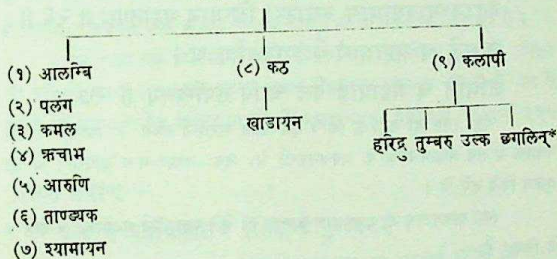 (१) आलम्बि (८) कठ (९) कलापी
(२) पलंग
(३) कमल खाडायन
(४) ऋचाभ हरिद्रु तुम्बरु उल्क छगलिन्*
(५) आरुणि
(६) ताण्ड्यक
(७) श्यामायन